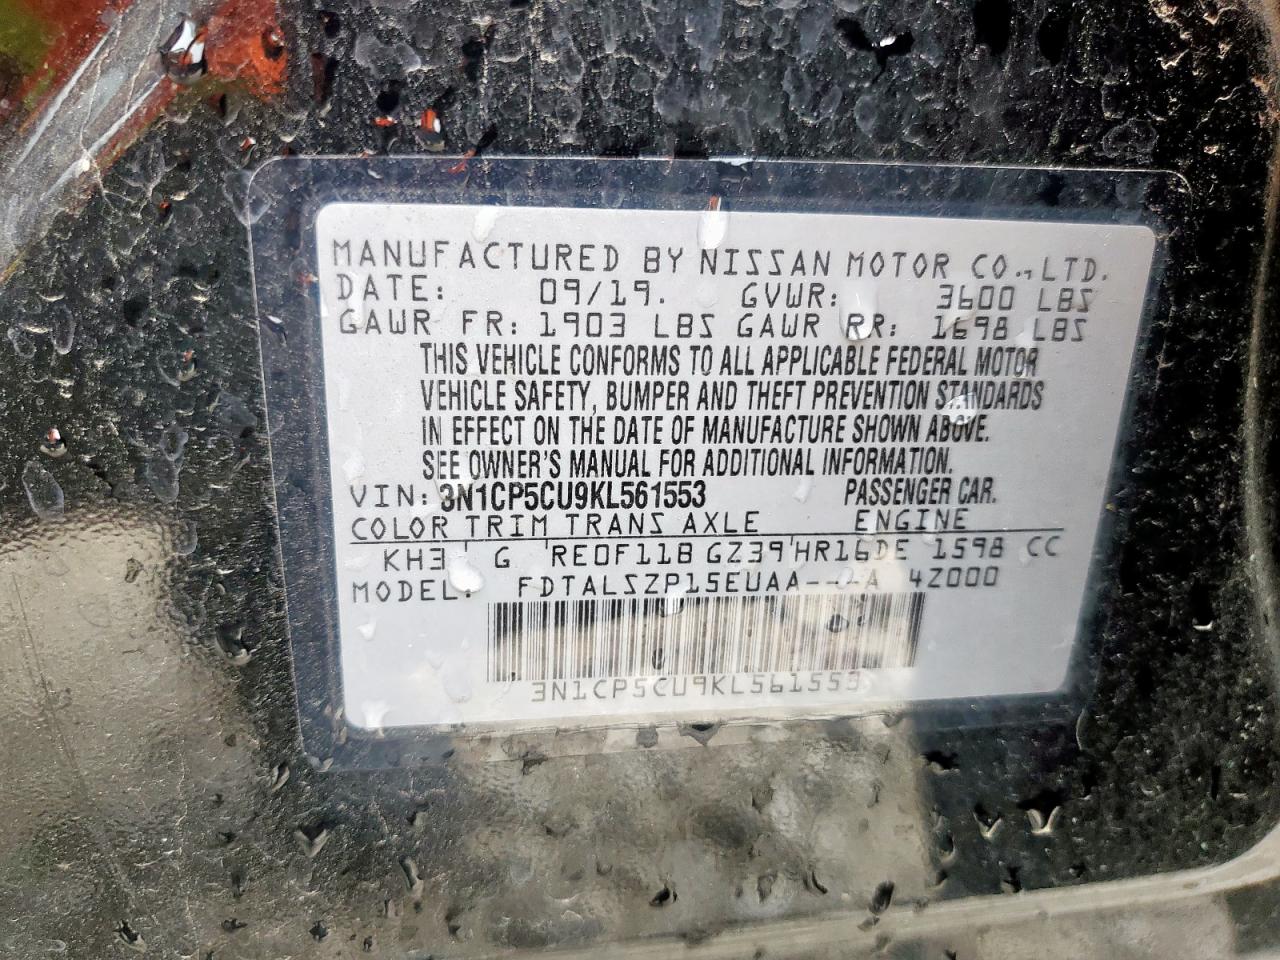 MANUFACTURED BY NISSAN MOTOR CO., LTD.
DATE: 09/19. GVWR: 3600 LBS
GAWR FR: 1903 LBS GAWR RR: 1698 LBS
THIS VEHICLE CONFORMS TO ALL APPLICABLE FEDERAL MOTOR
VEHICLE SAFETY, BUMPER AND THEFT PREVENTION STANDARDS
IN EFFECT ON THE DATE OF MANUFACTURE SHOWN ABOVE.
SEE OWNER'S MANUAL FOR ADDITIONAL INFORMATION.
VIN: 3N1CP5CU9KL561553 PASSENGER CAR.
COLOR TRIM TRANS AXLE ENGINE
KH3 G RE0F11B GZ39 HR16DE 1598 CC
MODEL: FDTALSZP15EUAA---A 4Z000
3N1CP5CU9KL561553